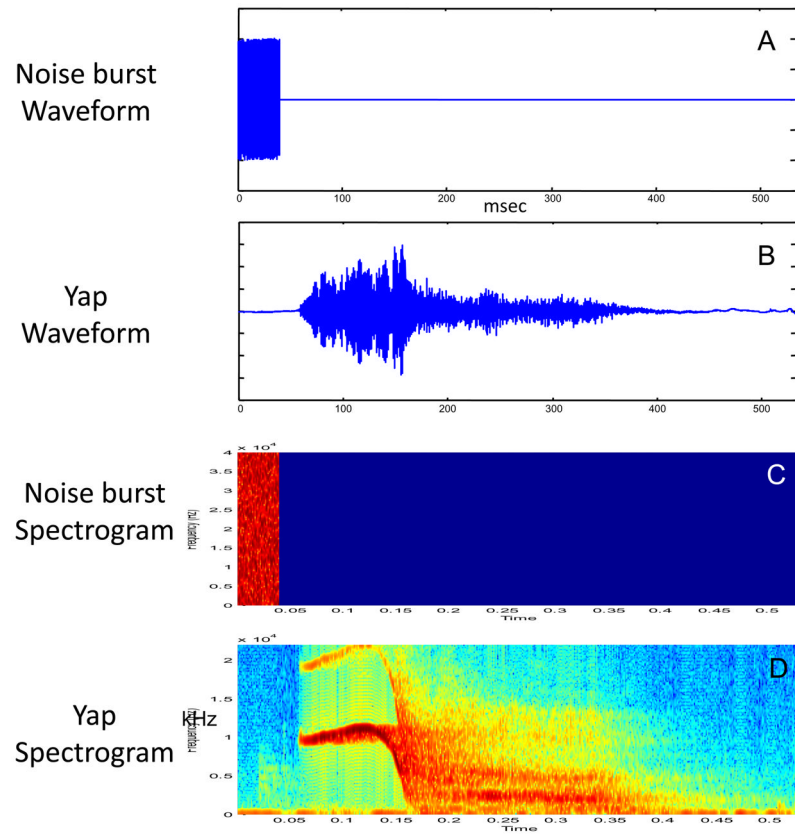 A
Noise burst
Waveform
0 100 200 300 400 500
msec
B
Yap
Waveform
0 100 200 300 400 500
x 10⁴
4
3.5
3
2.5
2
1.5
1
0.5
0
Frequency (Hz)
C
Noise burst
Spectrogram
0.05 0.1 0.15 0.2 0.25 0.3 0.35 0.4 0.45 0.5
Time
x 10⁴
2
1.5
1
0.5
0
kHz
D
Yap
Spectrogram
0.05 0.1 0.15 0.2 0.25 0.3 0.35 0.4 0.45 0.5
Time